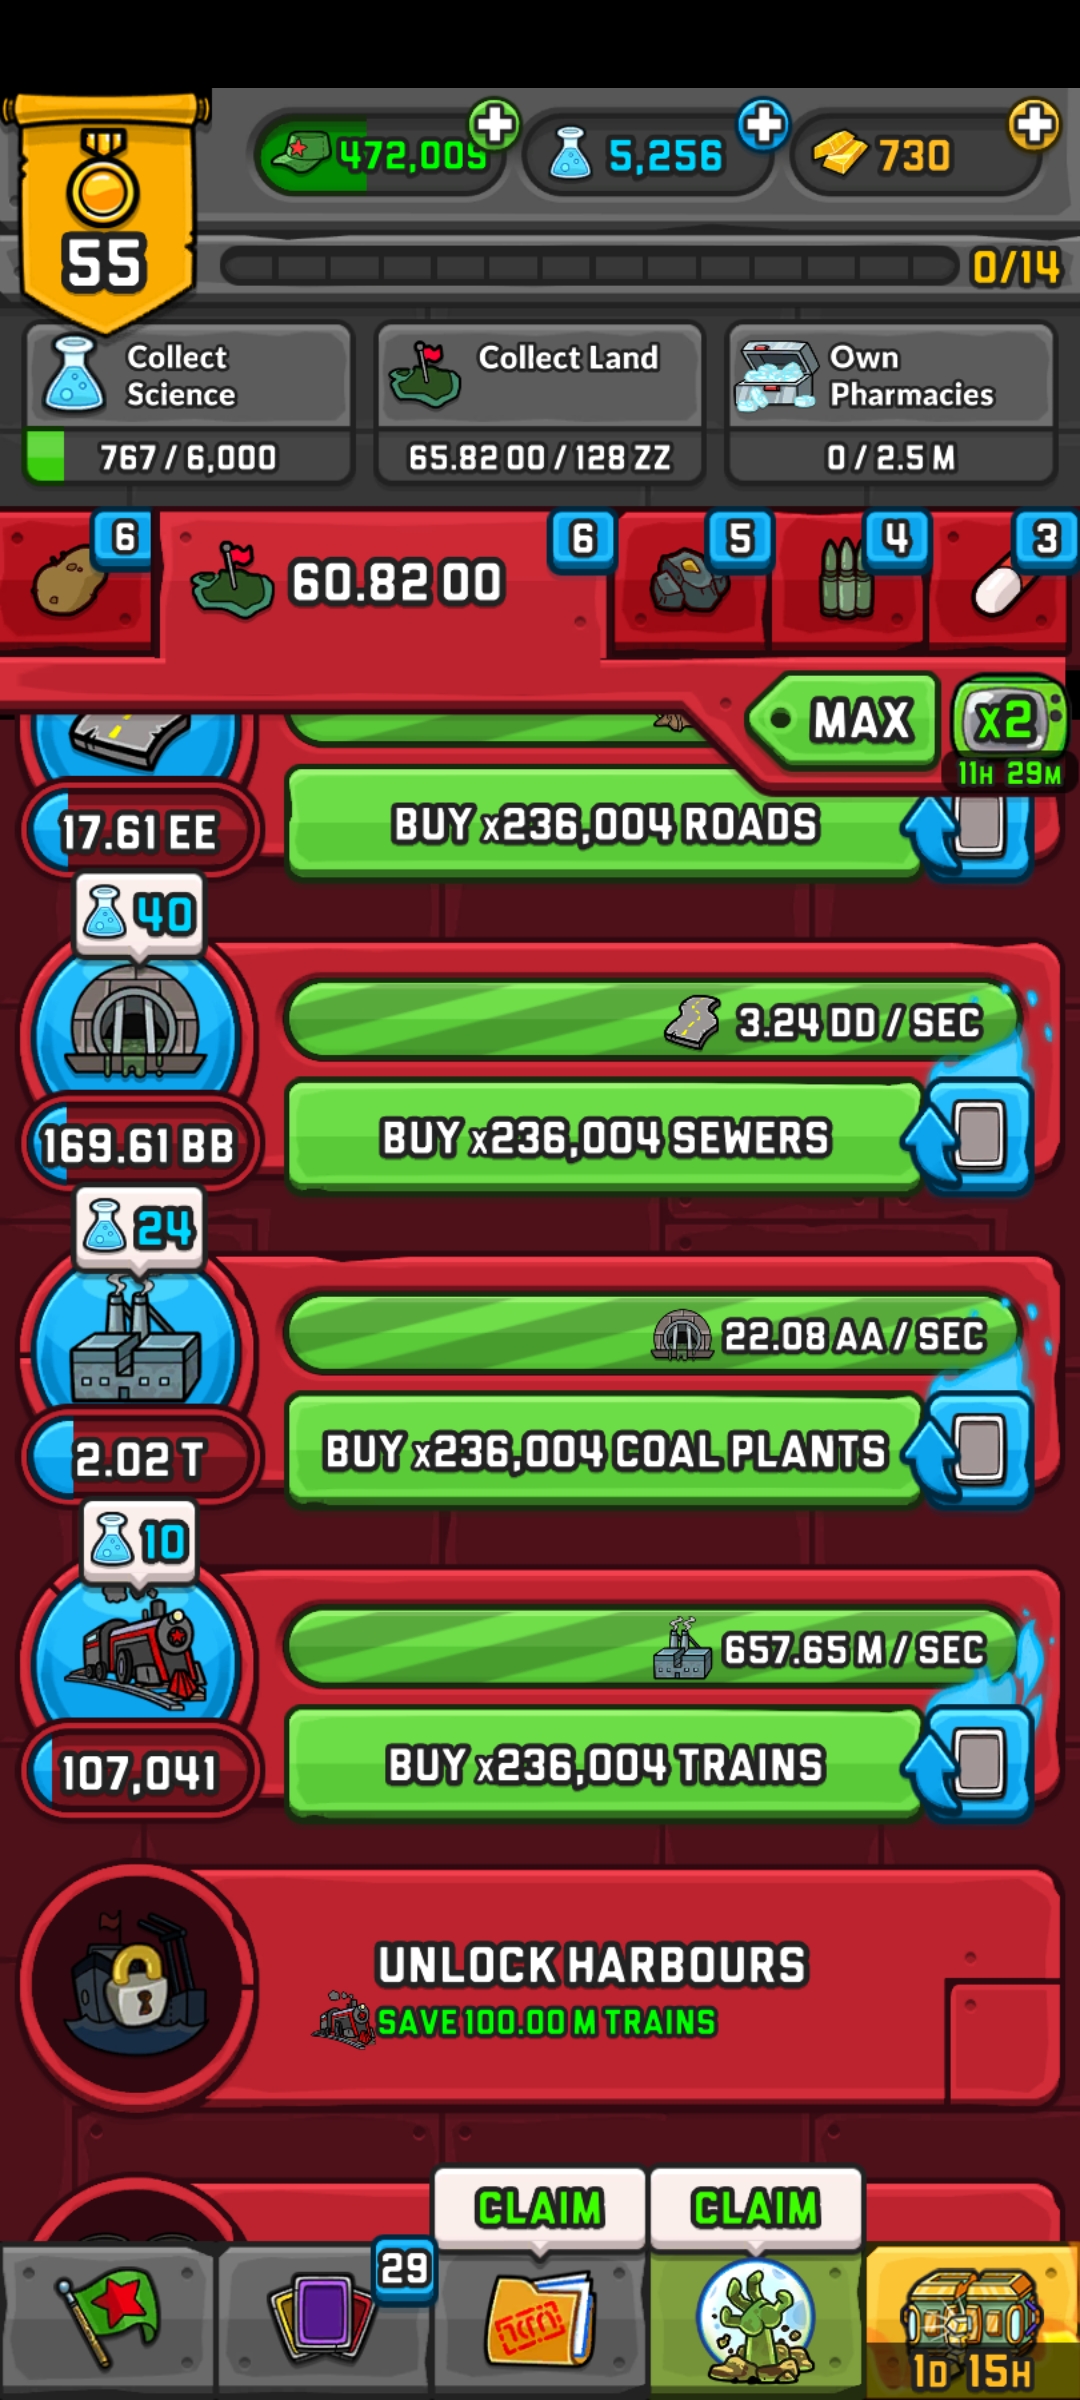 472,009
5,256
730
55
0/14
Collect
Science
767 / 6,000
Collect Land
65.82 OO / 128 ZZ
Own
Pharmacies
0 / 2.5 M
6
60.82 OO
6
5
4
3
MAX
x2
11H 29M
17.61 EE
BUY x236,004 ROADS
40
3.24 DD / SEC
169.61 BB
BUY x236,004 SEWERS
24
22.08 AA / SEC
2.02 T
BUY x236,004 COAL PLANTS
10
657.65 M / SEC
107,041
BUY x236,004 TRAINS
UNLOCK HARBOURS
SAVE 100.00 M TRAINS
CLAIM
CLAIM
29
1D 15H